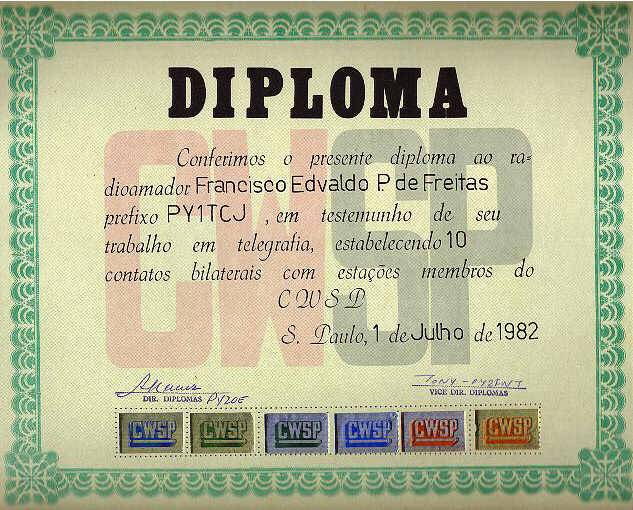 DIPLOMA
Conferimos o presente diploma ao ra-
dioamador Francisco Edvaldo P de Freitas
prefixo PY1TCJ , em testemunho de seu
trabalho em telegrafia, estabelecendo 10
contatos bilaterais com estações membros do
CWSP
S. Paulo, 1 de Julho de 1982
CWSP
DIR. DIPLOMAS PY2OE
TONY - PY2FWT
VICE DIR. DIPLOMAS
CWSP CWSP CWSP CWSP CWSP CWSP